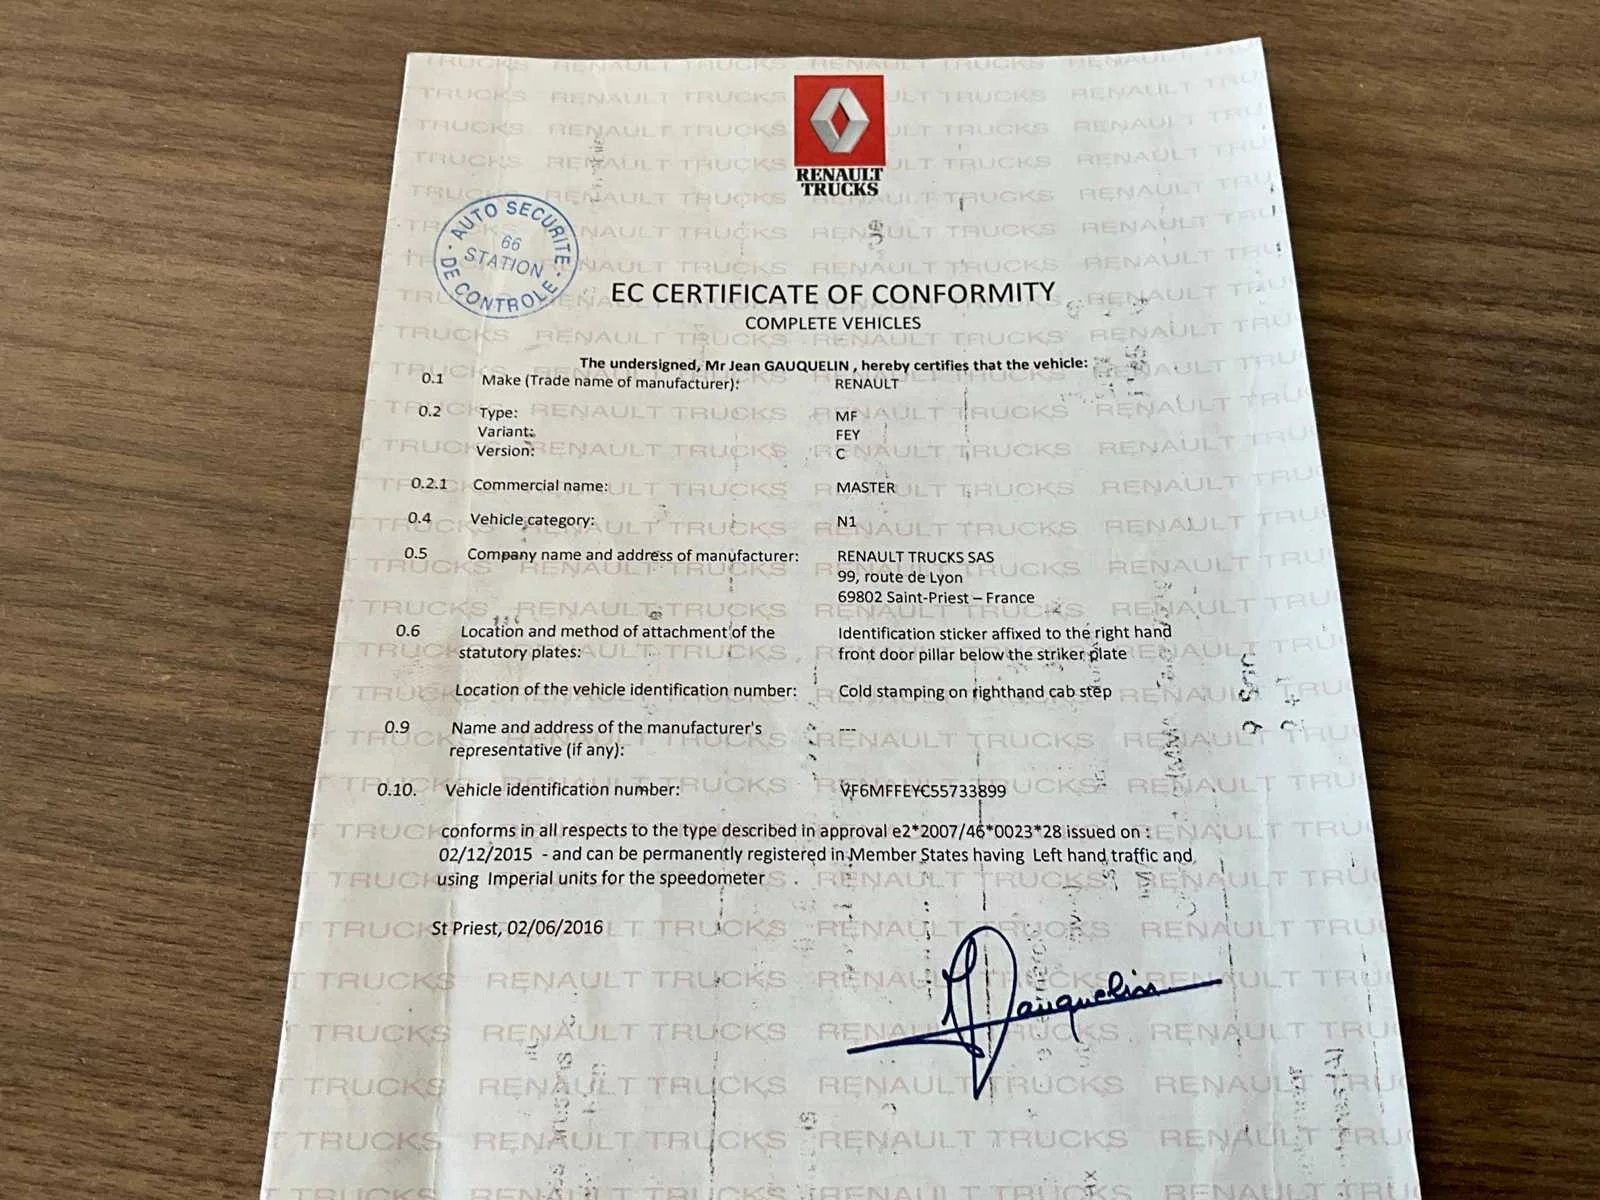 RENAULT
TRUCKS
AUTO SECURITE
66
STATION
DE CONTROLE
EC CERTIFICATE OF CONFORMITY
COMPLETE VEHICLES
The undersigned, Mr Jean GAUQUELIN , hereby certifies that the vehicle:
0.1 Make (Trade name of manufacturer): RENAULT
0.2 Type: MF
Variant: FEY
Version: C
0.2.1 Commercial name: MASTER
0.4 Vehicle category: N1
0.5 Company name and address of manufacturer: RENAULT TRUCKS SAS
99, route de Lyon
69802 Saint-Priest – France
0.6 Location and method of attachment of the Identification sticker affixed to the right hand
statutory plates: front door pillar below the striker plate
Location of the vehicle identification number: Cold stamping on righthand cab step
0.9 Name and address of the manufacturer's ---
representative (if any):
0.10. Vehicle identification number: VF6MFFEYC55733899
conforms in all respects to the type described in approval e2*2007/46*0023*28 issued on :
02/12/2015 - and can be permanently registered in Member States having Left hand traffic and
using Imperial units for the speedometer .
St Priest, 02/06/2016
Gauquelin